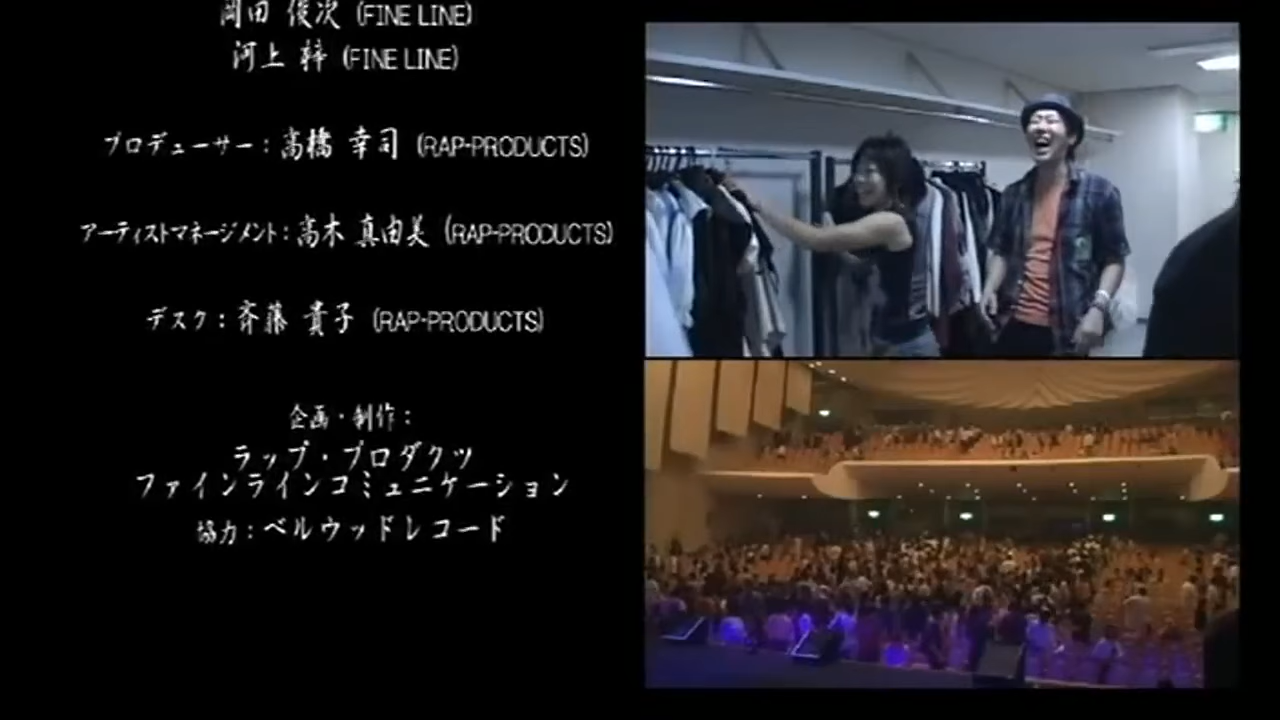 岡田 俊次 (FINE LINE)
河上 梓 (FINE LINE)
プロデューサー：高橋 幸司 (RAP-PRODUCTS)
アーティストマネージメント：高木 真由美 (RAP-PRODUCTS)
デスク：斉藤 貴子 (RAP-PRODUCTS)
企画・制作：
ラップ・プロダクツ
ファインラインコミュニケーション
協力：ベルウッドレコード